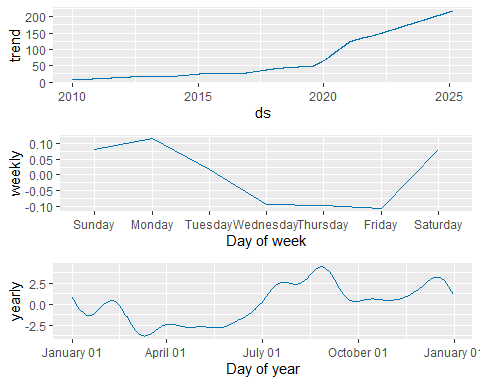 trend
200
150
100
50
0
2010 2015 2020 2025
ds
weekly
0.10
0.05
0.00
-0.05
-0.10
Sunday Monday Tuesday Wednesday Thursday Friday Saturday
Day of week
yearly
2.5
0.0
-2.5
January 01 April 01 July 01 October 01 January 01
Day of year